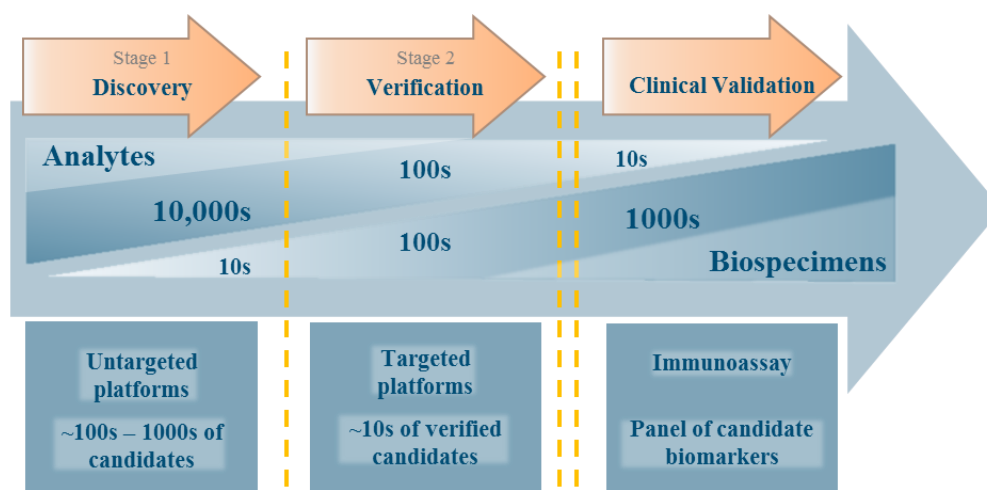 Stage 1
Discovery
Stage 2
Verification
Clinical Validation
Analytes
10,000s
100s
10s
10s
100s
1000s
Biospecimens
Untargeted
platforms
~100s – 1000s of
candidates
Targeted
platforms
~10s of verified
candidates
Immunoassay
Panel of candidate
biomarkers